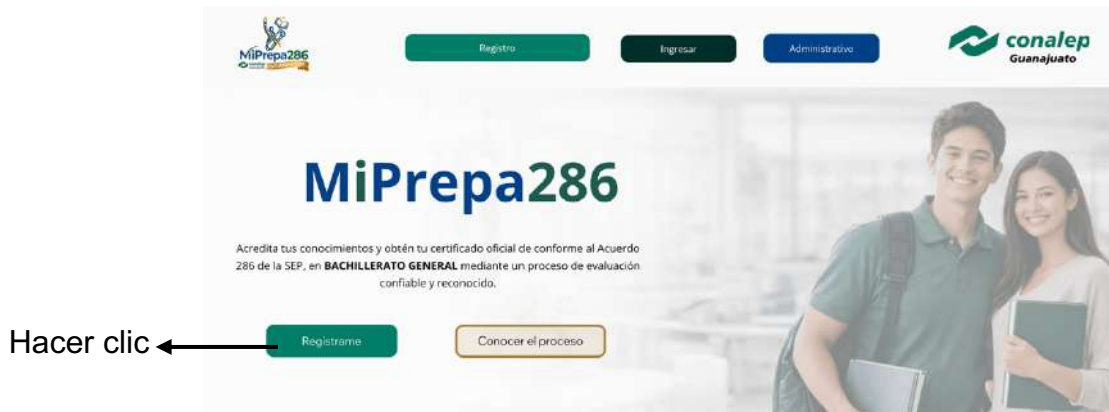 MiPrepa286
Registro
Ingresar
Administrativo
conalep
Guanajuato
MiPrepa286
Acredita tus conocimientos y obtén tu certificado oficial de conforme al Acuerdo
286 de la SEP, en BACHILLERATO GENERAL mediante un proceso de evaluación
confiable y reconocido.
Hacer clic
Registrame
Conocer el proceso